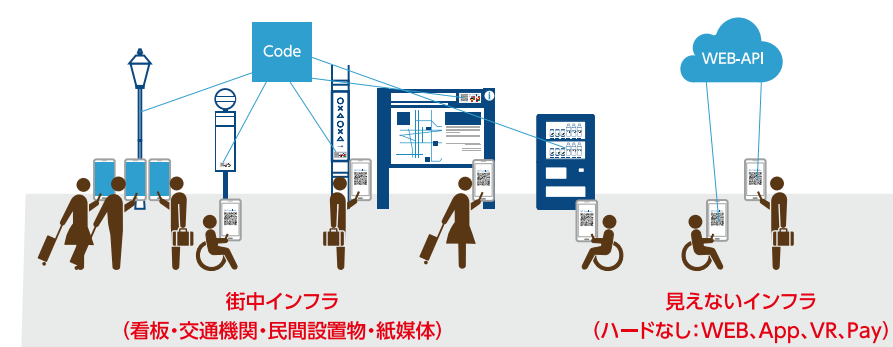 Code
WEB-API
i
〇×△〇×△→
街中インフラ
（看板・交通機関・民間設置物・紙媒体）
見えないインフラ
（ハードなし：WEB、App、VR、Pay）